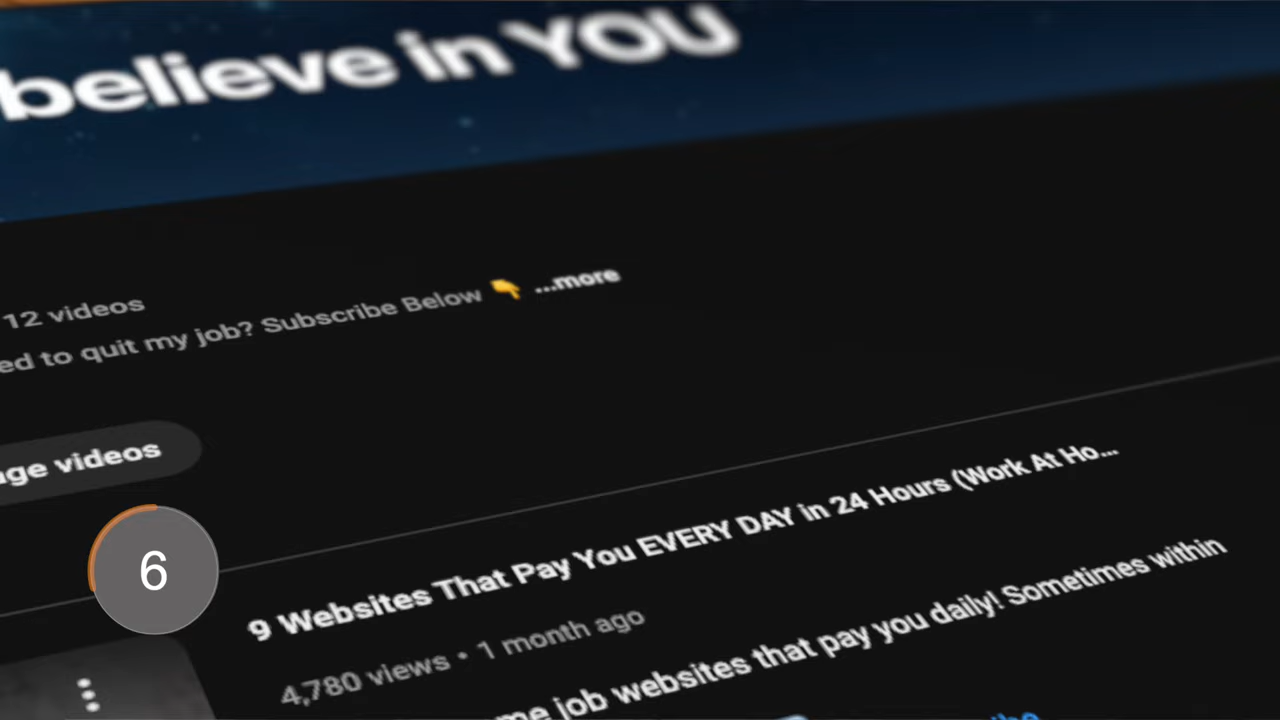 believe in YOU
12 videos
ed to quit my job? Subscribe Below 👇 ...more
age videos
6
9 Websites That Pay You EVERY DAY in 24 Hours (Work At Ho...
4,780 views • 1 month ago
me job websites that pay you daily! Sometimes within